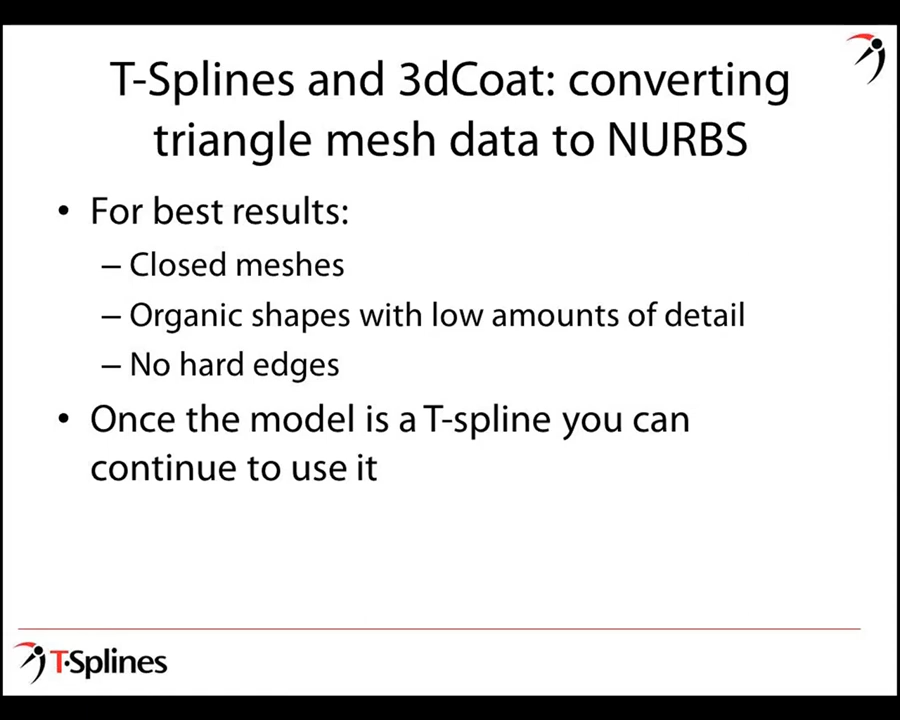 T-Splines and 3dCoat: converting
triangle mesh data to NURBS
• For best results:
– Closed meshes
– Organic shapes with low amounts of detail
– No hard edges
• Once the model is a T-spline you can
continue to use it
T·Splines